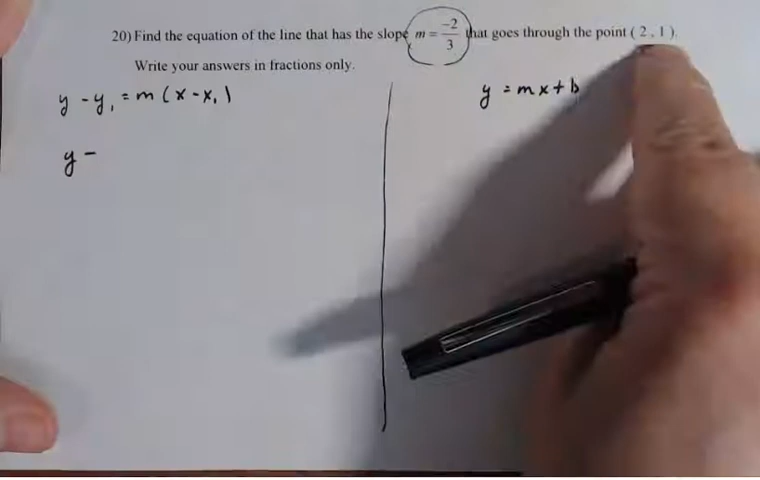 20) Find the equation of the line that has the slope m = -2/3 that goes through the point ( 2 , 1 ).
Write your answers in fractions only.
y - y₁ = m ( x - x₁ )
y = mx + b
y -